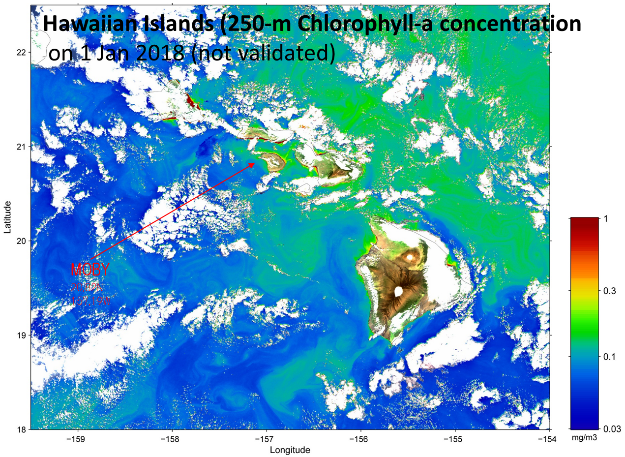 Hawaiian Islands (250-m Chlorophyll-a concentration
on 1 Jan 2018 (not validated)
22
21
20
19
18
Latitude
−159
−158
−157
−156
−155
−154
Longitude
MOBY
1
0.3
0.1
0.03
mg/m3